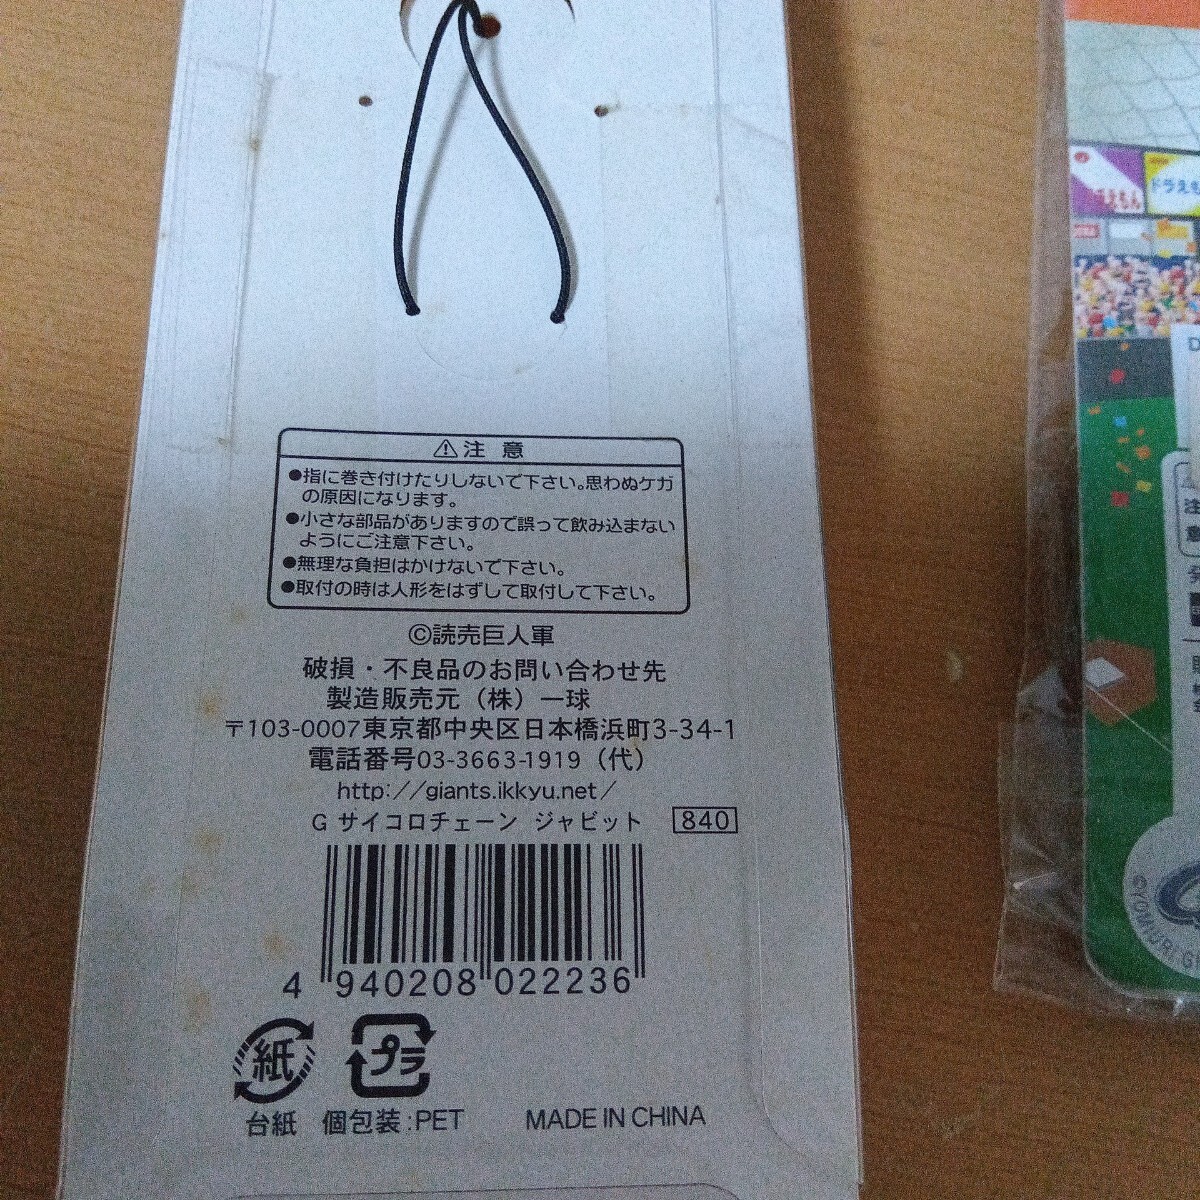 ⚠注 意
●指に巻き付けたりしないで下さい。思わぬケガ
の原因になります。
●小さな部品がありますので誤って飲み込まない
ようにご注意下さい。
●無理な負担はかけないで下さい。
●取付の時は人形をはずして取付して下さい。
©読売巨人軍
破損・不良品のお問い合わせ先
製造販売元（株）一球
〒103-0007東京都中央区日本橋浜町3-34-1
電話番号03-3663-1919（代）
http://giants.ikkyu.net/
G サイコロチェーン ジャビット 840
4 940208 022236
紙 プラ
台紙 個包装:PET MADE IN CHINA
ドラえも
D
注
意
©YOMIURI G